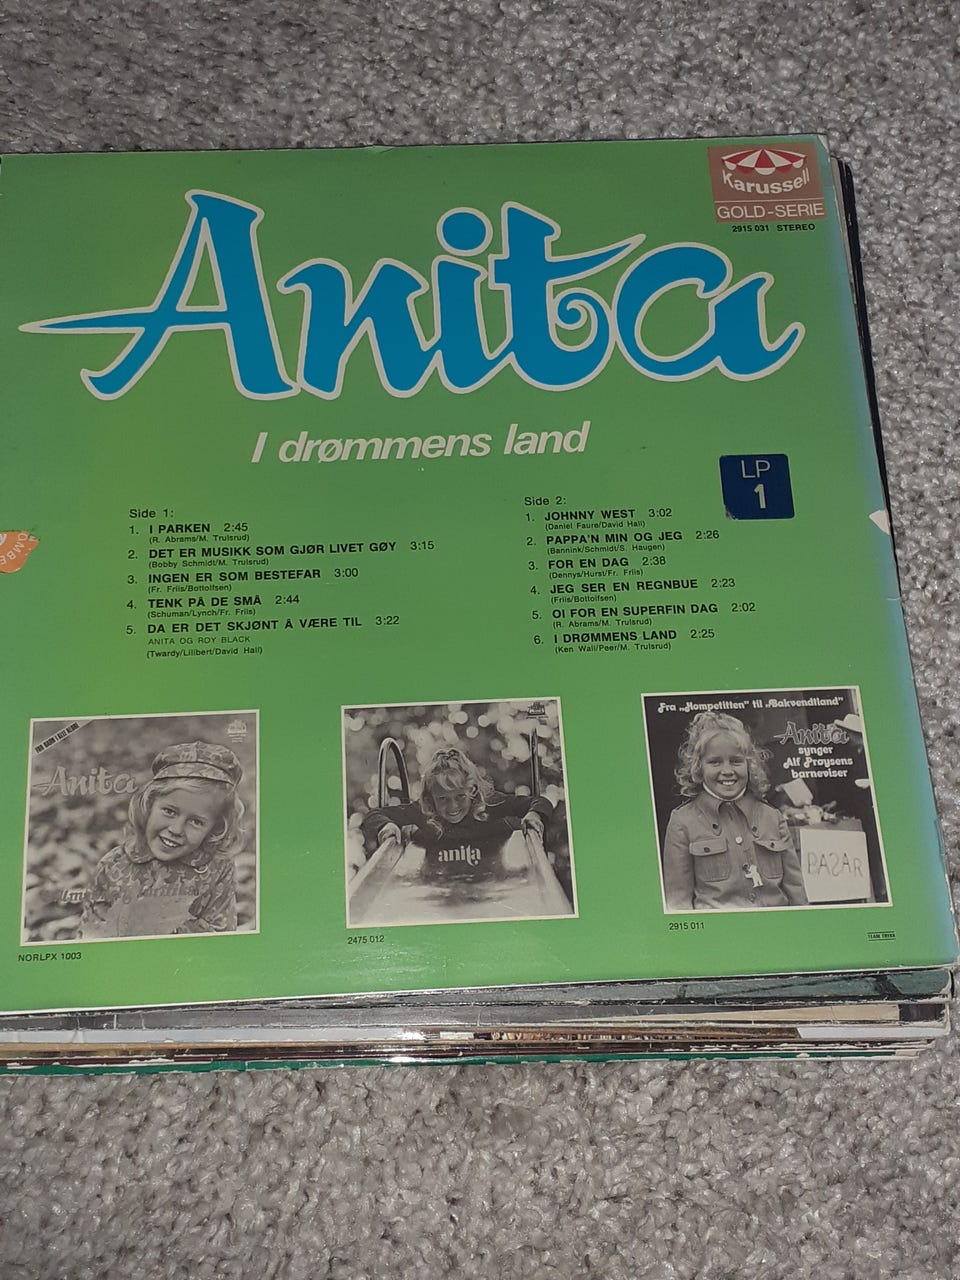 Karussell
GOLD-SERIE
2915 031 STEREO
Anita
I drømmens land
LP
1
Side 1:
1. I PARKEN 2:45
(R. Abrams/M. Trulsrud)
2. DET ER MUSIKK SOM GJØR LIVET GØY 3:15
(Bobby Schmidt/M. Trulsrud)
3. INGEN ER SOM BESTEFAR 3:00
(Fr. Friis/Bottolfsen)
4. TENK PÅ DE SMÅ 2:44
(Schuman/Lynch/Fr. Friis)
5. DA ER DET SKJØNT Å VÆRE TIL 3:22
ANITA OG ROY BLACK
(Twardy/Lilibert/David Hall)
Side 2:
1. JOHNNY WEST 3:02
(Daniel Faure/David Hall)
2. PAPPA'N MIN OG JEG 2:26
(Bannink/Schmidt/S. Haugen)
3. FOR EN DAG 2:38
(Dennys/Hurst/Fr. Friis)
4. JEG SER EN REGNBUE 2:23
(Friis/Bottolfsen)
5. OI FOR EN SUPERFIN DAG 2:02
(R. Abrams/M. Trulsrud)
6. I DRØMMENS LAND 2:25
(Ken Wall/Peer/M. Trulsrud)
Anita
NORLPX 1003
anita
2475 012
Fra „Kompetitten” til „Bakvendtland”
Anita
synger
Alf Prøysens
barneviser
BAZAR
2915 011
TEAM TRYKK